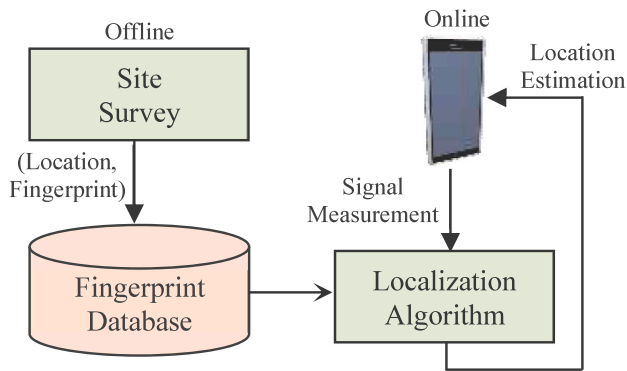 Offline
Site
Survey
(Location,
Fingerprint)
Fingerprint
Database
Online
Location
Estimation
Signal
Measurement
Localization
Algorithm